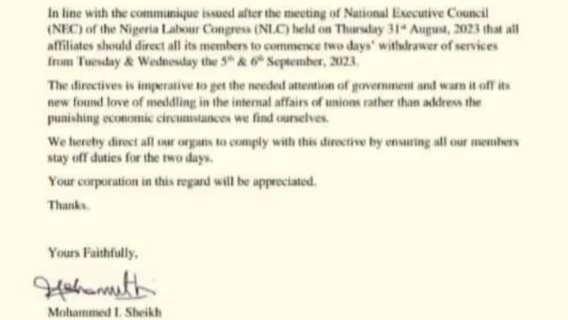 In line with the communique issued after the meeting of National Executive Council
(NEC) of the Nigeria Labour Congress (NLC) held on Thursday 31st August, 2023 that all
affiliates should direct all its members to commence two days' withdrawer of services
from Tuesday & Wednesday the 5th & 6th September, 2023.
The directives is imperative to get the needed attention of government and warn it off its
new found love of meddling in the internal affairs of unions rather than address the
punishing economic circumstances we find ourselves.
We hereby direct all our organs to comply with this directive by ensuring all our members
stay off duties for the two days.
Your corporation in this regard will be appreciated.
Thanks.
Yours Faithfully,
Mohammed I. Sheikh